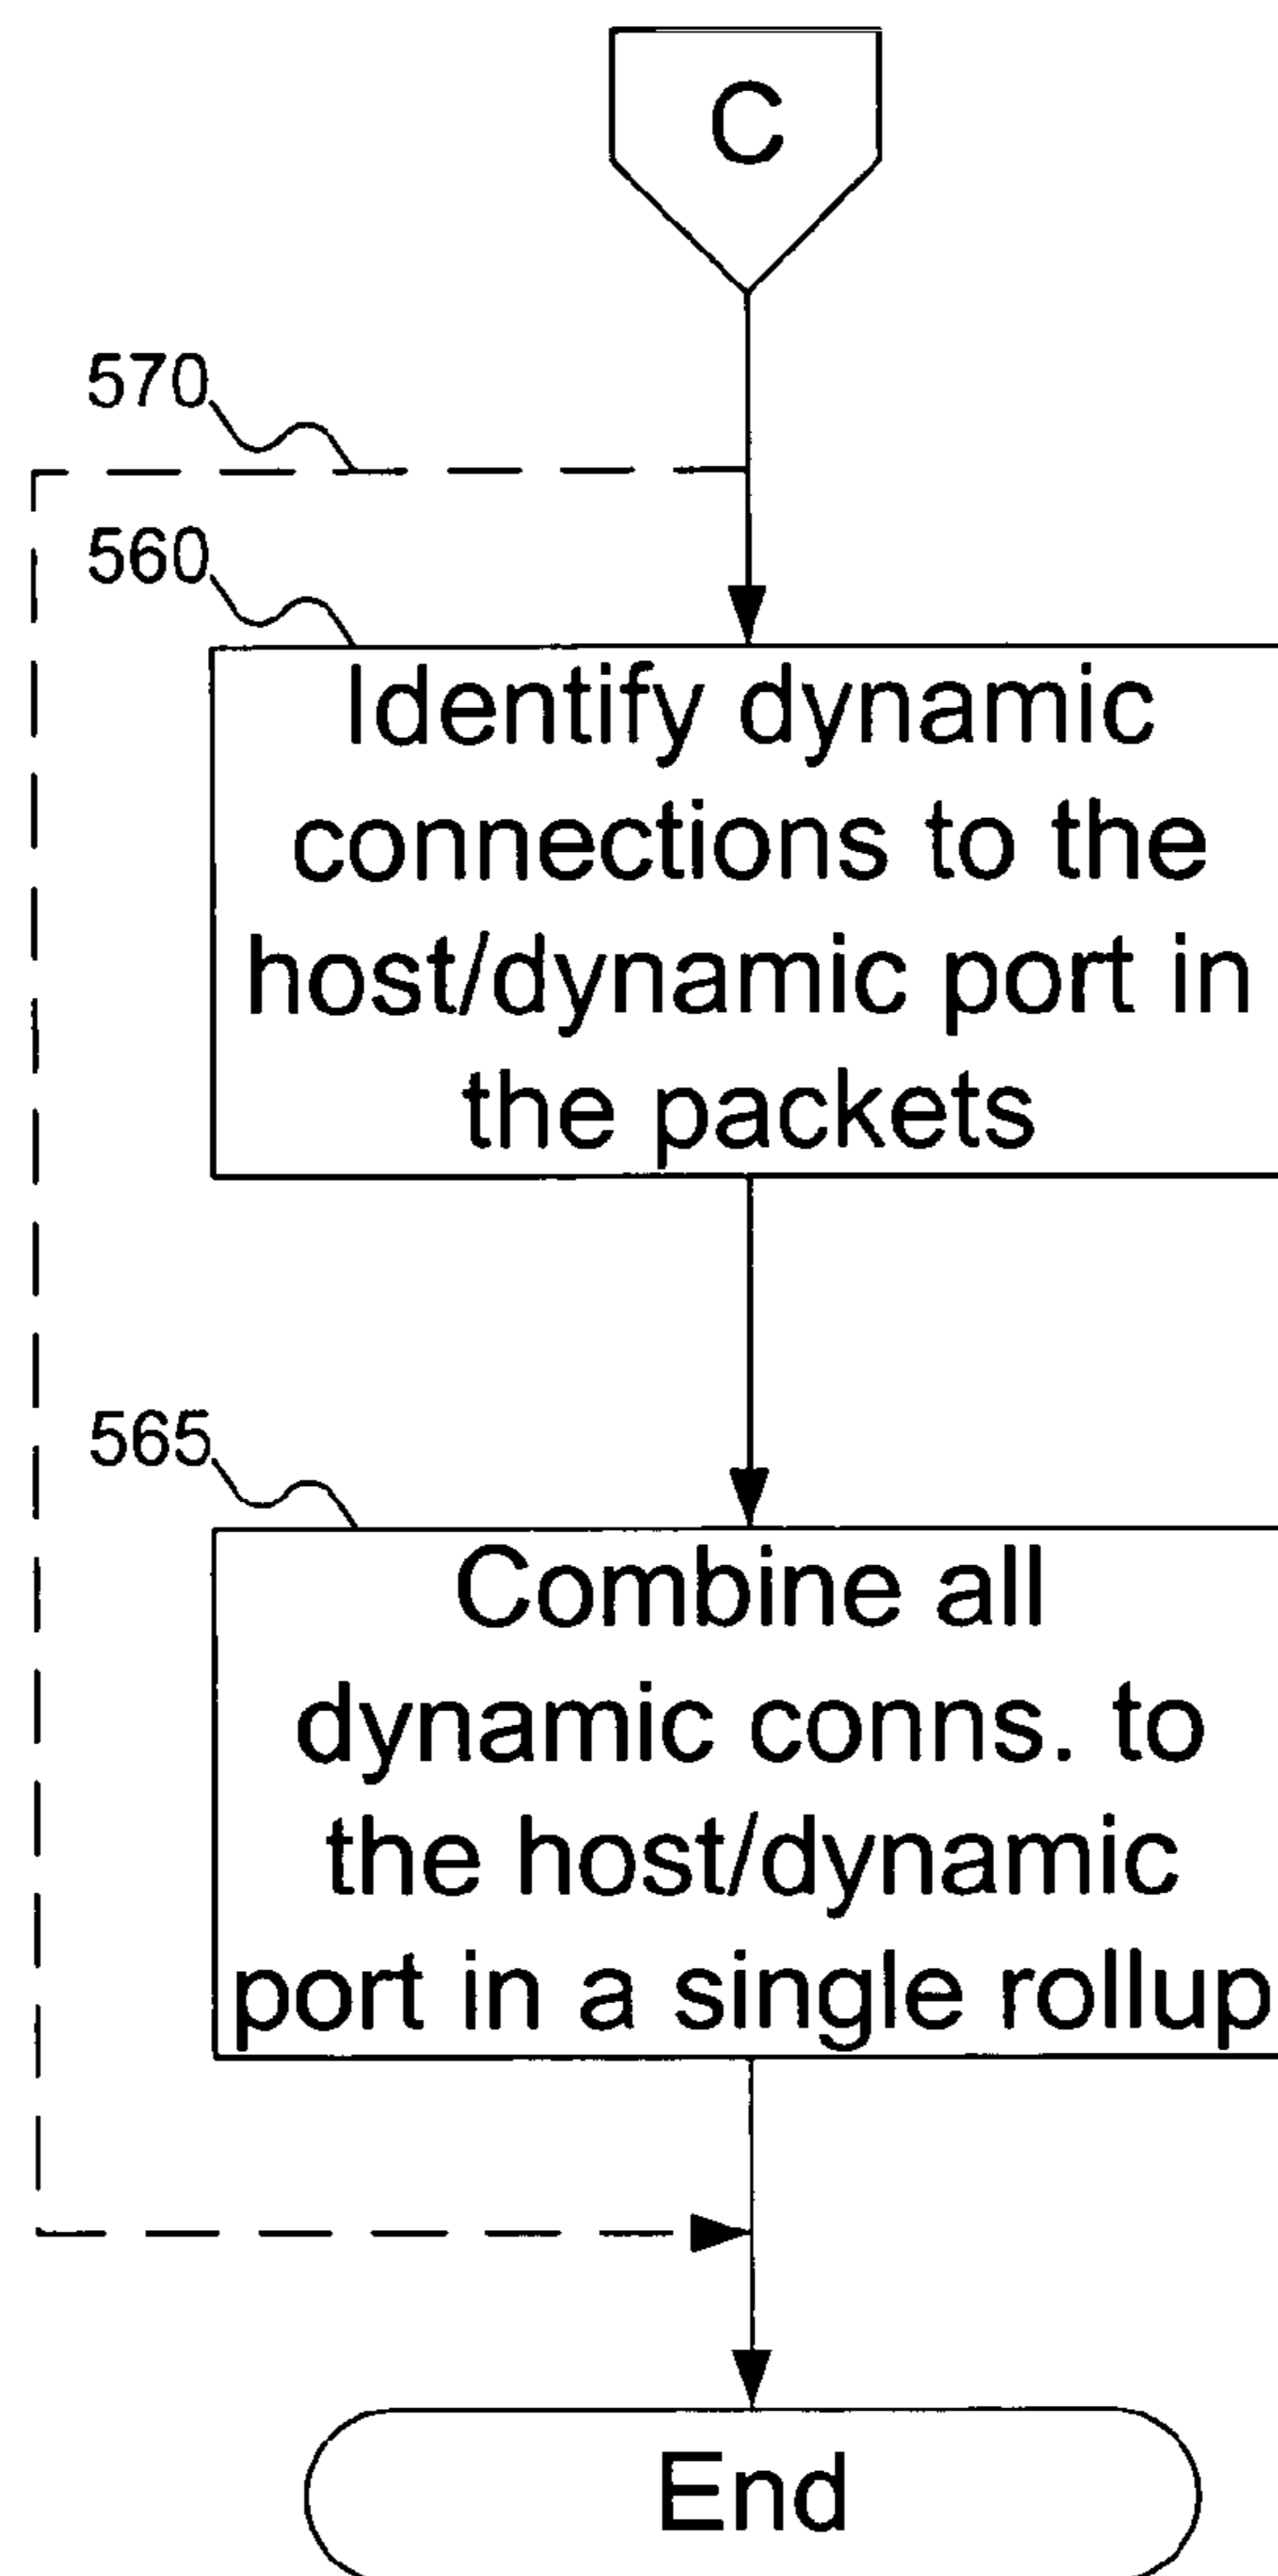 C
570
560
Identify dynamic
connections to the
host/dynamic port in
the packets
565
Combine all
dynamic conns. to
the host/dynamic
port in a single rollup
End